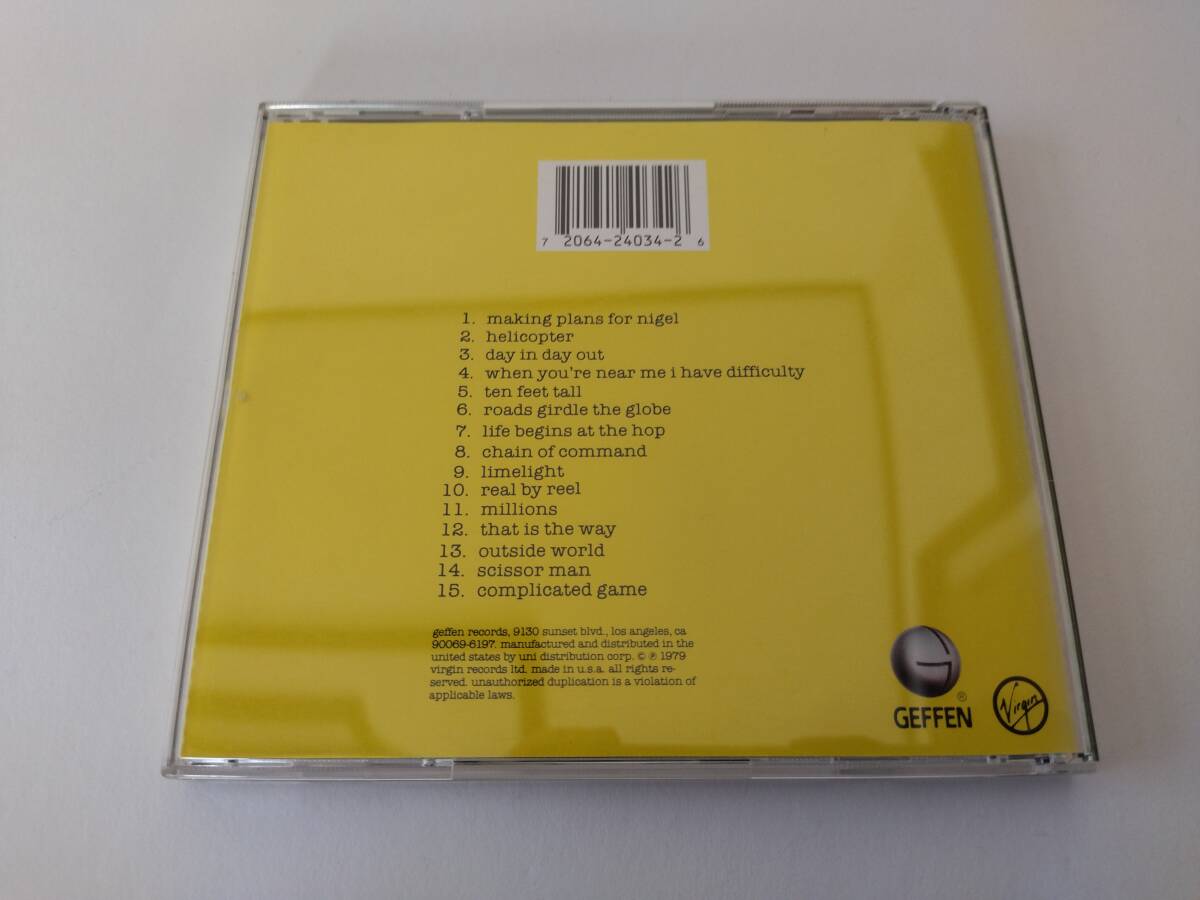 7 2064-24034-2 6
1. making plans for nigel
2. helicopter
3. day in day out
4. when you're near me i have difficulty
5. ten feet tall
6. roads girdle the globe
7. life begins at the hop
8. chain of command
9. limelight
10. real by reel
11. millions
12. that is the way
13. outside world
14. scissor man
15. complicated game
geffen records, 9130 sunset blvd., los angeles, ca
90069-6197. manufactured and distributed in the
united states by uni distribution corp. © ℗ 1979
virgin records ltd. made in u.s.a. all rights re-
served. unauthorized duplication is a violation of
applicable laws.
G
®
GEFFEN
Virgin